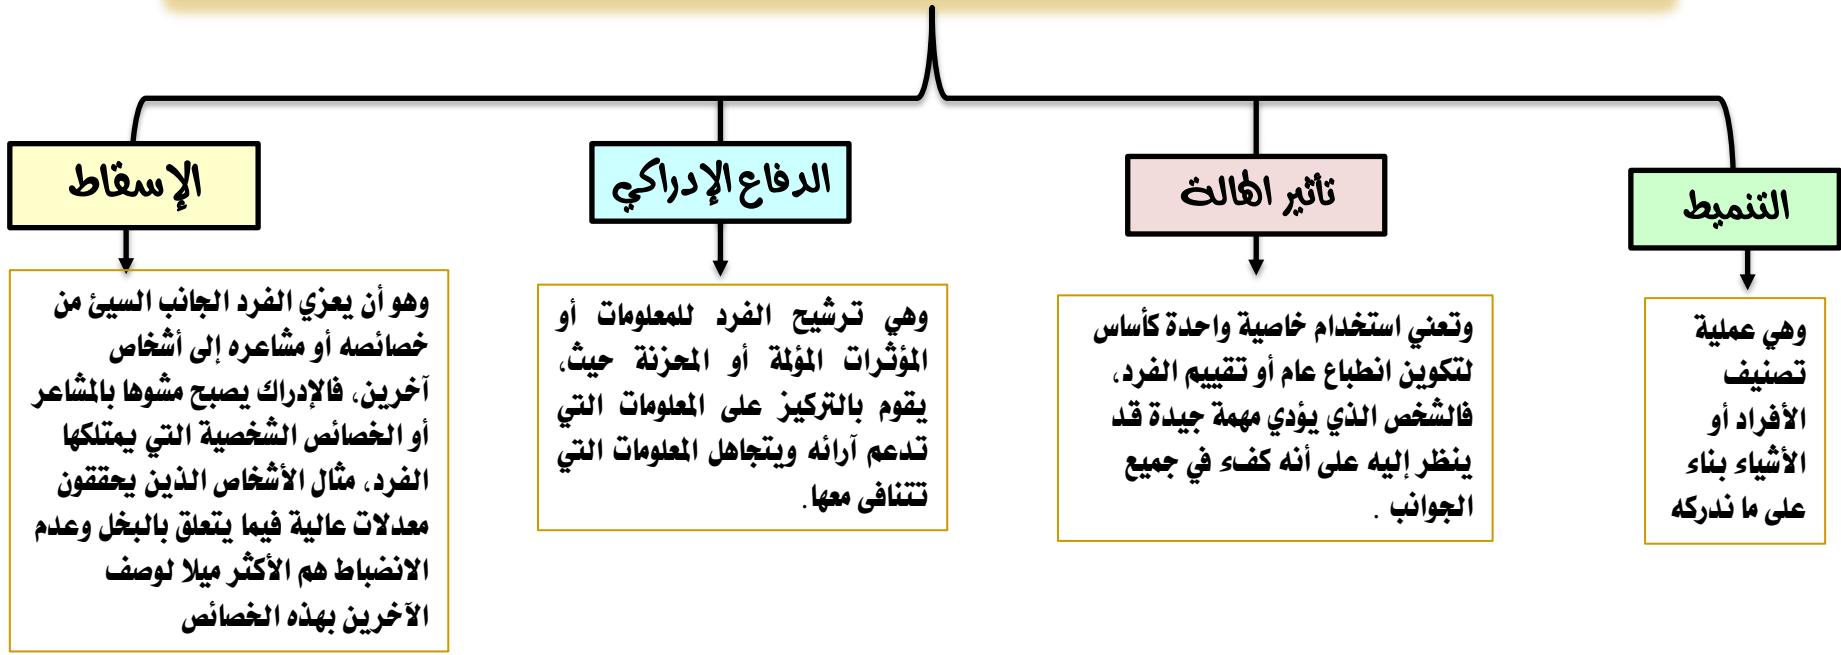 التنميط
وهي عملية
تصنيف
الأفراد أو
الأشياء بناء
على ما ندركه
تأثير الهالة
وتعني استخدام خاصية واحدة كأساس
لتكوين انطباع عام أو تقييم الفرد،
فالشخص الذي يؤدي مهمة جيدة قد
ينظر إليه على أنه كفء في جميع
الجوانب .
الدفاع الإدراكي
وهي ترشيح الفرد للمعلومات أو
المؤثرات المؤلمة أو المحزنة حيث،
يقوم بالتركيز على المعلومات التي
تدعم آرائه ويتجاهل المعلومات التي
تتنافى معها.
الإسقاط
وهو أن يعزي الفرد الجانب السيئ من
خصائصه أو مشاعره إلى أشخاص
آخرين، فالإدراك يصبح مشوها بالمشاعر
أو الخصائص الشخصية التي يمتلكها
الفرد، مثال الأشخاص الذين يحققون
معدلات عالية فيما يتعلق بالبخل وعدم
الانضباط هم الأكثر ميلا لوصف
الآخرين بهذه الخصائص